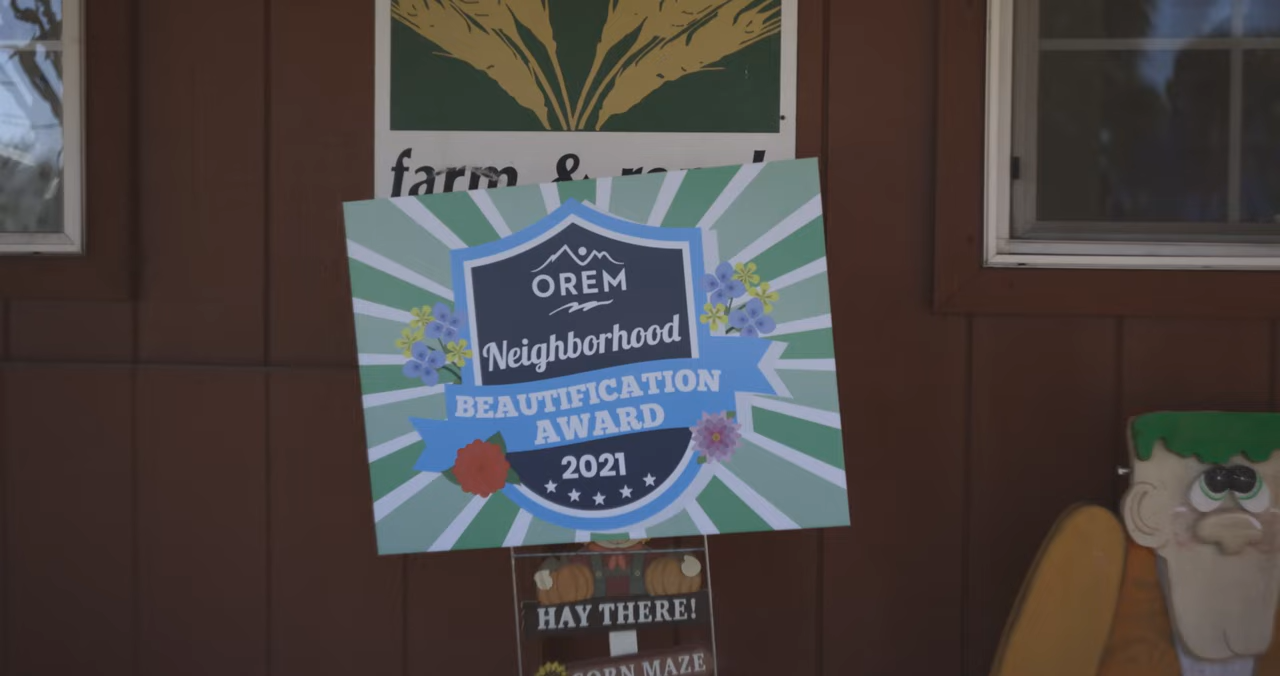 farm &
OREM
Neighborhood
BEAUTIFICATION
AWARD
2021
HAY THERE!
CORN MAZE